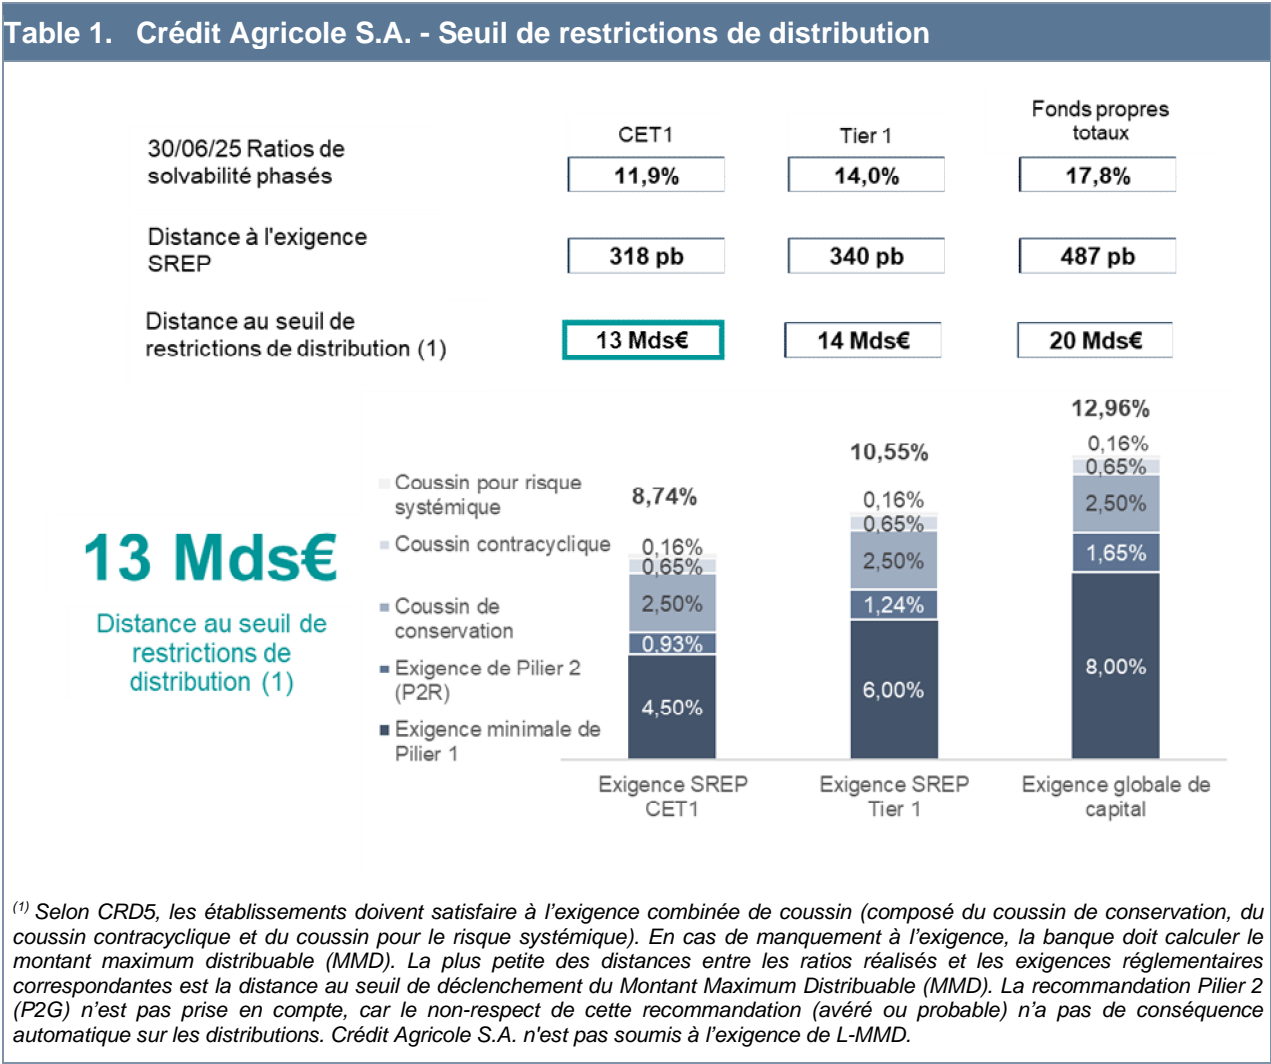 Table 1. Crédit Agricole S.A. - Seuil de restrictions de distribution
CET1
Tier 1
Fonds propres
totaux
30/06/25 Ratios de
solvabilité phasés
11,9%
14,0%
17,8%
Distance à l'exigence
SREP
318 pb
340 pb
487 pb
Distance au seuil de
restrictions de distribution (1)
13 Mds€
14 Mds€
20 Mds€
13 Mds€
Distance au seuil de
restrictions de
distribution (1)
Coussin pour risque
systémique
Coussin contracyclique
Coussin de
conservation
Exigence de Pilier 2
(P2R)
Exigence minimale de
Pilier 1
8,74%
0,16%
0,65%
2,50%
0,93%
4,50%
Exigence SREP
CET1
10,55%
0,16%
0,65%
2,50%
1,24%
6,00%
Exigence SREP
Tier 1
12,96%
0,16%
0,65%
2,50%
1,65%
8,00%
Exigence globale de
capital
(1) Selon CRD5, les établissements doivent satisfaire à l’exigence combinée de coussin (composé du coussin de conservation, du
coussin contracyclique et du coussin pour le risque systémique). En cas de manquement à l’exigence, la banque doit calculer le
montant maximum distribuable (MMD). La plus petite des distances entre les ratios réalisés et les exigences réglementaires
correspondantes est la distance au seuil de déclenchement du Montant Maximum Distribuable (MMD). La recommandation Pilier 2
(P2G) n’est pas prise en compte, car le non-respect de cette recommandation (avéré ou probable) n’a pas de conséquence
automatique sur les distributions. Crédit Agricole S.A. n'est pas soumis à l’exigence de L-MMD.